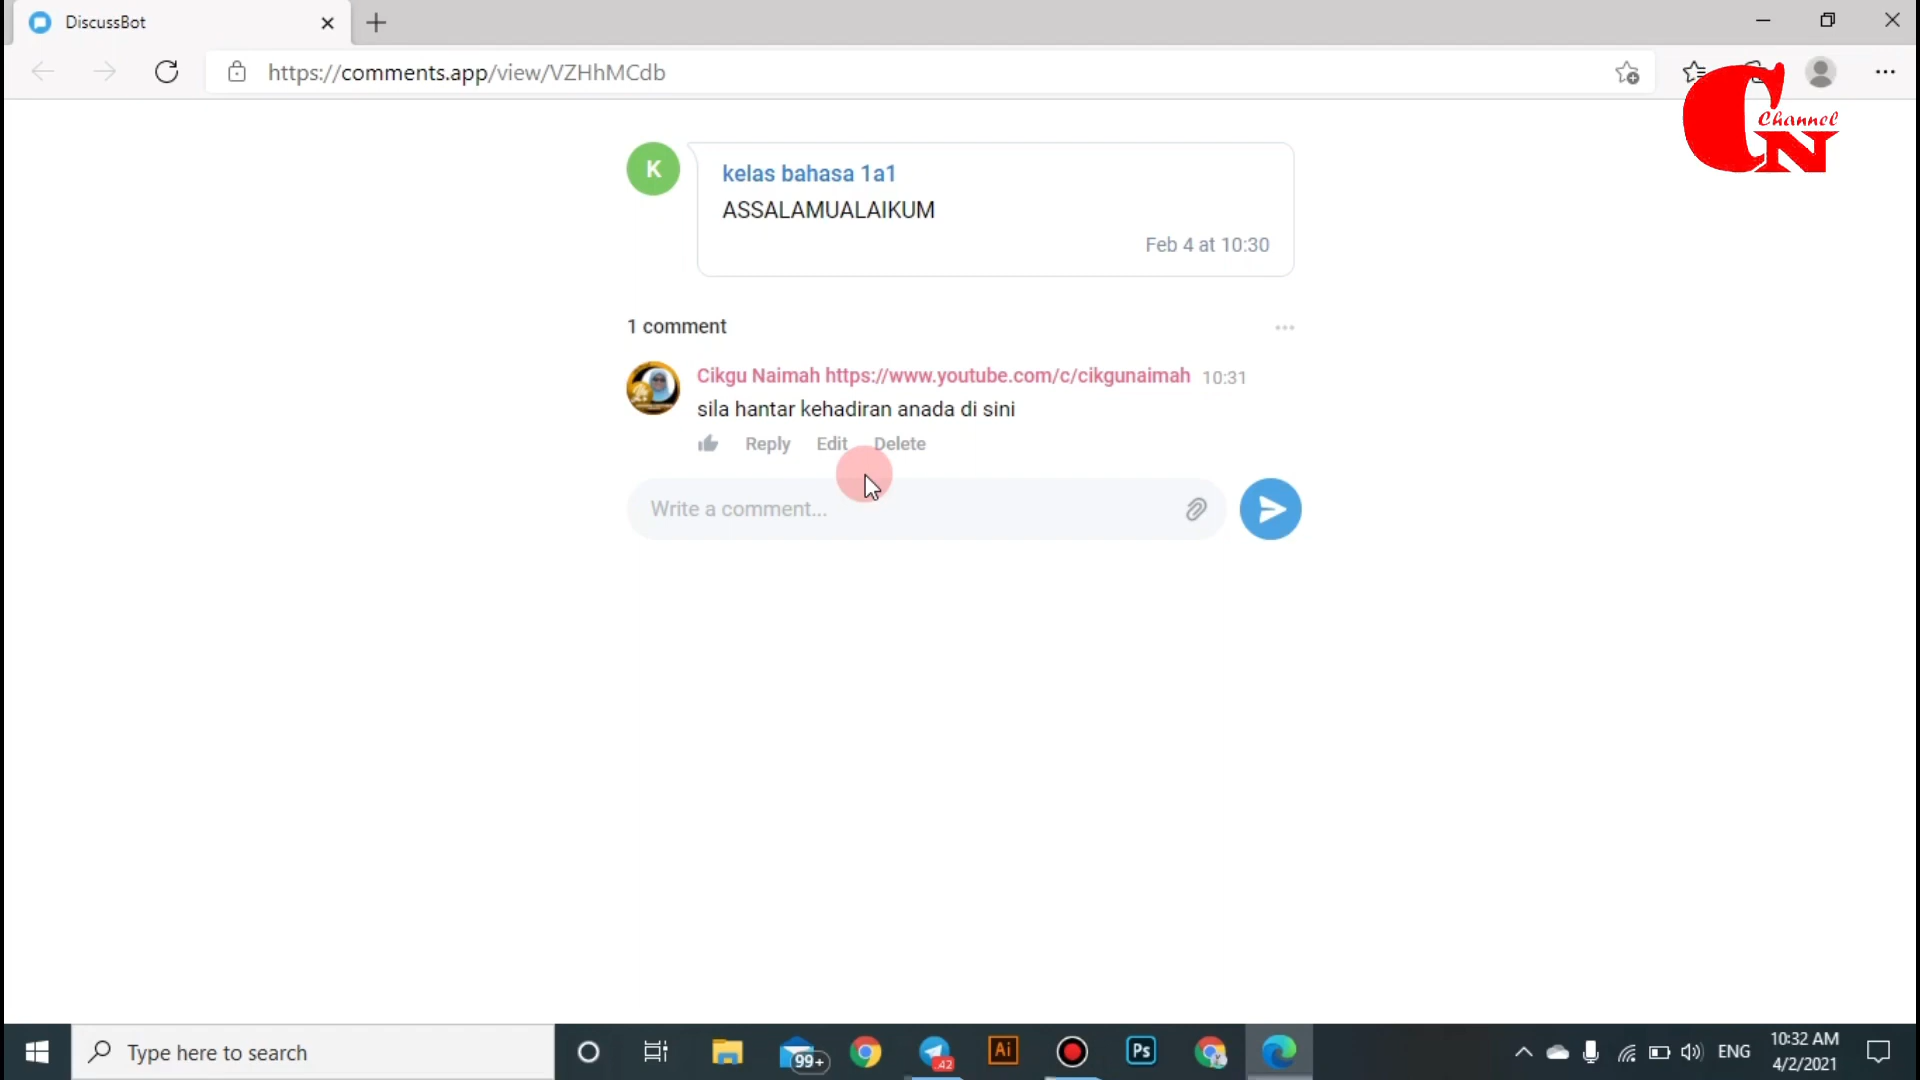 DiscussBot
https://comments.app/view/VZHhMCdb
Channel
CN
K
kelas bahasa 1a1
ASSALAMUALAIKUM
Feb 4 at 10:30
1 comment
Cikgu Naimah https://www.youtube.com/c/cikgunaimah 10:31
sila hantar kehadiran anada di sini
Reply Edit Delete
Write a comment...
Type here to search
99+
42
Ai
Ps
ENG
10:32 AM
4/2/2021